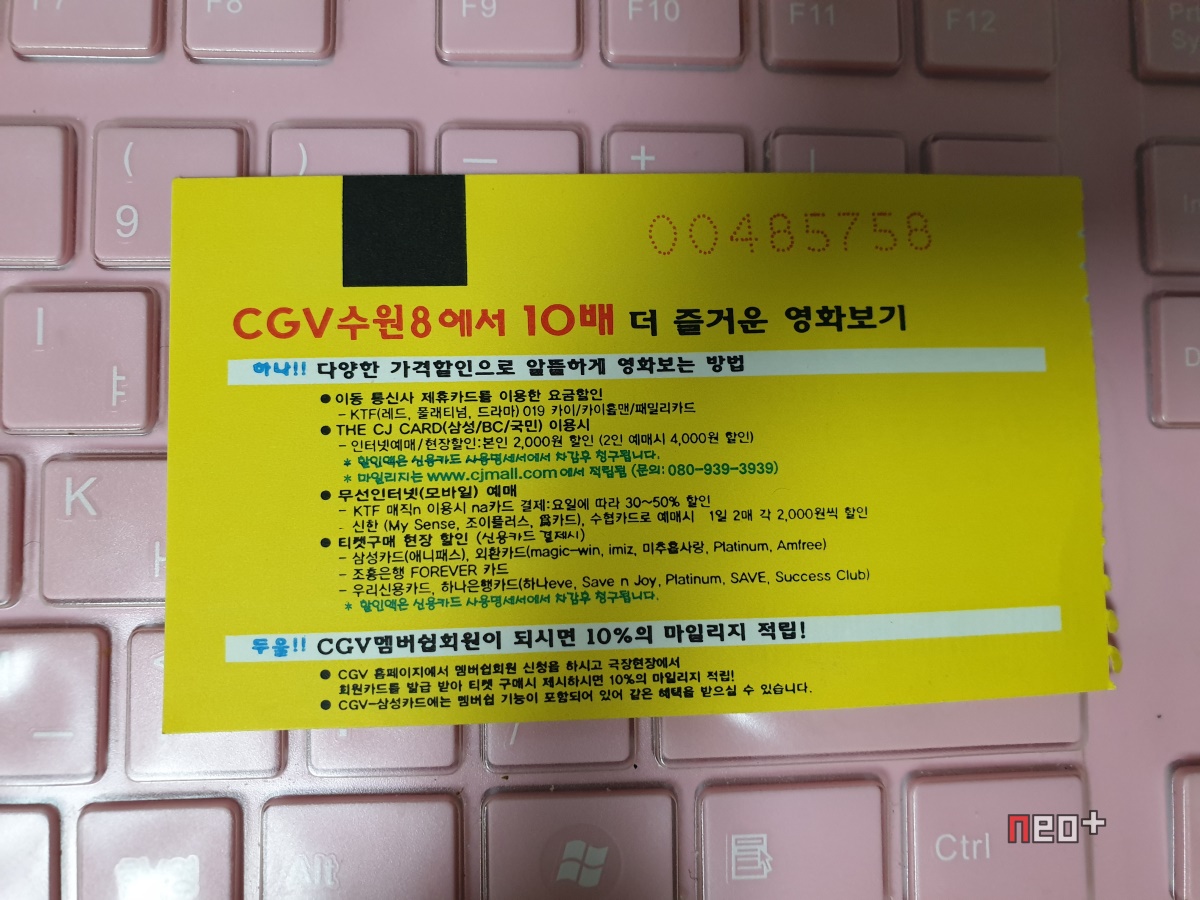 F7
F8
F9
F10
F11
F12
(
9
)
—
+
00485758
CGV수원8에서 10배 더 즐거운 영화보기
하나!! 다양한 가격할인으로 알뜰하게 영화보는 방법
● 이동 통신사 제휴카드를 이용한 요금할인
- KTF(레드, 몰래티넘, 드라마) 019 카이/카이홀맨/패밀리카드
● THE CJ CARD(삼성/BC/국민) 이용시
- 인터넷예매/현장할인:본인 2,000원 할인 (2인 예매시 4,000원 할인)
* 할인액은 신용카드 사용명세서에서 차감후 청구됩니다.
* 마일리지는 www.cjmall.com에서 적립됨 (문의: 080-939-3939)
● 무선인터넷(모바일) 예매
- KTF 매직n 이용시 na카드 결제:요일에 따라 30~50% 할인
- 신한 (My Sense, 조이플러스, 爲카드), 수협카드로 예매시 1일 2매 각 2,000원씩 할인
● 티켓구매 현장 할인 (신용카드 결제시)
- 삼성카드(애니패스), 외환카드(magic-win, imiz, 미추홀사랑, Platinum, Amfree)
- 조흥은행 FOREVER 카드
- 우리신용카드, 하나은행카드(하나eve, Save n Joy, Platinum, SAVE, Success Club)
* 할인액은 신용카드 사용명세서에서 차감후 청구됩니다.
두울!! CGV멤버쉽회원이 되시면 10%의 마일리지 적립!
● CGV 홈페이지에서 멤버쉽회원 신청을 하시고 극장현장에서
회원카드를 발급 받아 티켓 구매시 제시하시면 10%의 마일리지 적립!
● CGV-삼성카드에는 멤버쉽 기능이 포함되어 있어 같은 혜택을 받으실 수 있습니다.
I
ㅑ
K
Alt
Ctrl
neo+